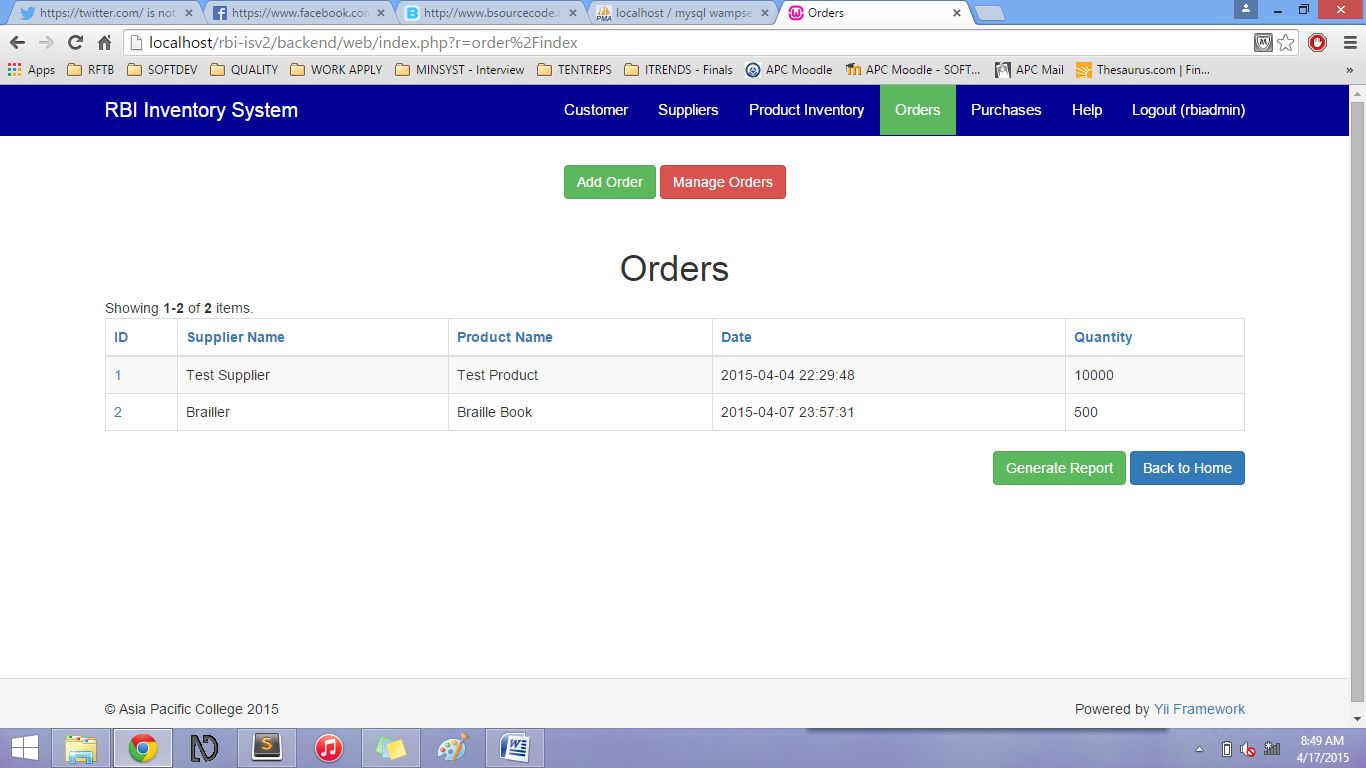 https://twitter.com/ is not
https://www.facebook.con
http://www.bsourcecode.c
localhost / mysql wampse
Orders
localhost/rbi-isv2/backend/web/index.php?r=order%2Findex
Apps RFTB SOFTDEV QUALITY WORK APPLY MINSYST - Interview TENTREPS ITRENDS - Finals APC Moodle APC Moodle - SOFT... APC Mail Thesaurus.com | Fin... »
RBI Inventory System Customer Suppliers Product Inventory Orders Purchases Help Logout (rbiadmin)
Add Order Manage Orders
Orders
Showing 1-2 of 2 items.
ID Supplier Name Product Name Date Quantity
1 Test Supplier Test Product 2015-04-04 22:29:48 10000
2 Brailler Braille Book 2015-04-07 23:57:31 500
Generate Report Back to Home
© Asia Pacific College 2015 Powered by Yii Framework
8:49 AM
4/17/2015